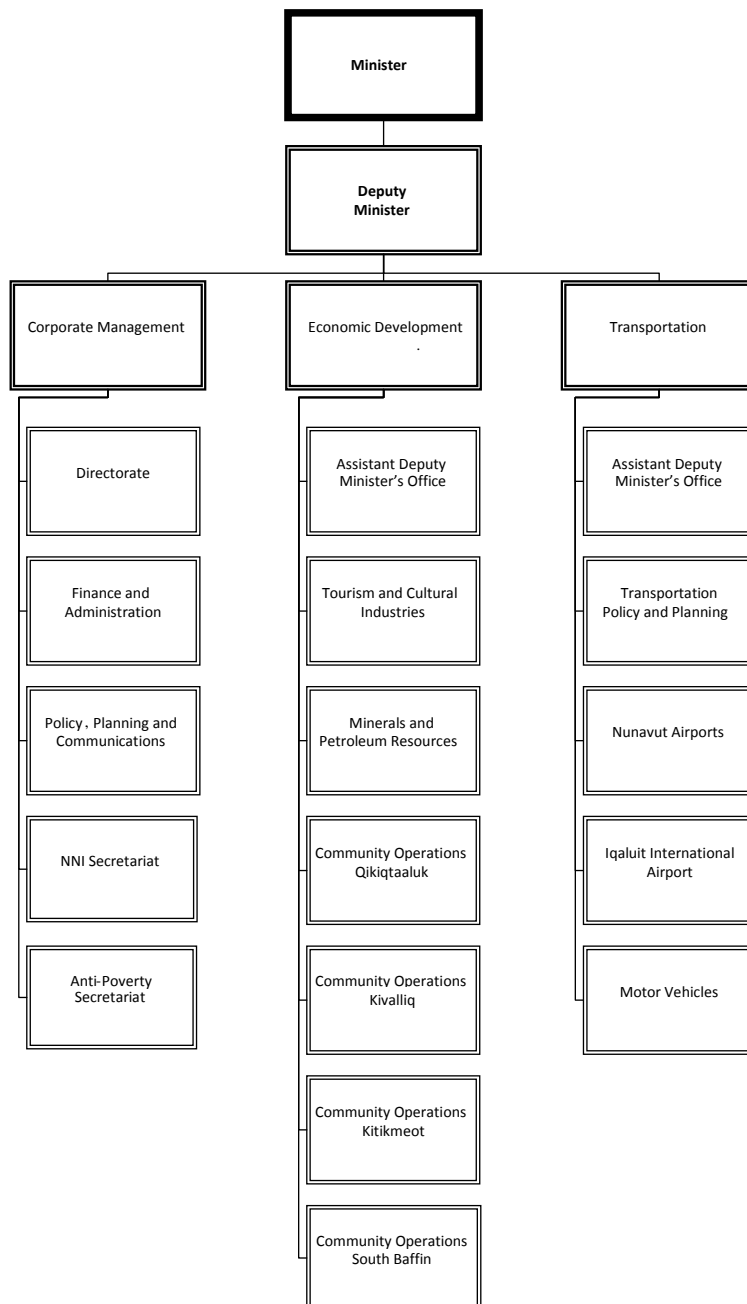 Minister
Deputy
Minister
Corporate Management
Economic Development
.
Transportation
Directorate
Finance and
Administration
Policy, Planning and
Communications
NNI Secretariat
Anti-Poverty
Secretariat
Assistant Deputy
Minister's Office
Tourism and Cultural
Industries
Minerals and
Petroleum Resources
Community Operations
Qikiqtaaluk
Community Operations
Kivalliq
Community Operations
Kitikmeot
Community Operations
South Baffin
Assistant Deputy
Minister's Office
Transportation
Policy and Planning
Nunavut Airports
Iqaluit International
Airport
Motor Vehicles